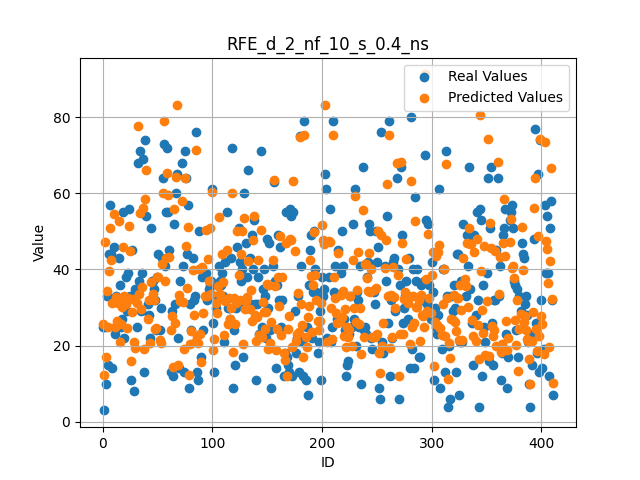 RFE_d_2_nf_10_s_0.4_ns
Real Values
Predicted Values
80
60
40
20
0
Value
0 100 200 300 400
ID